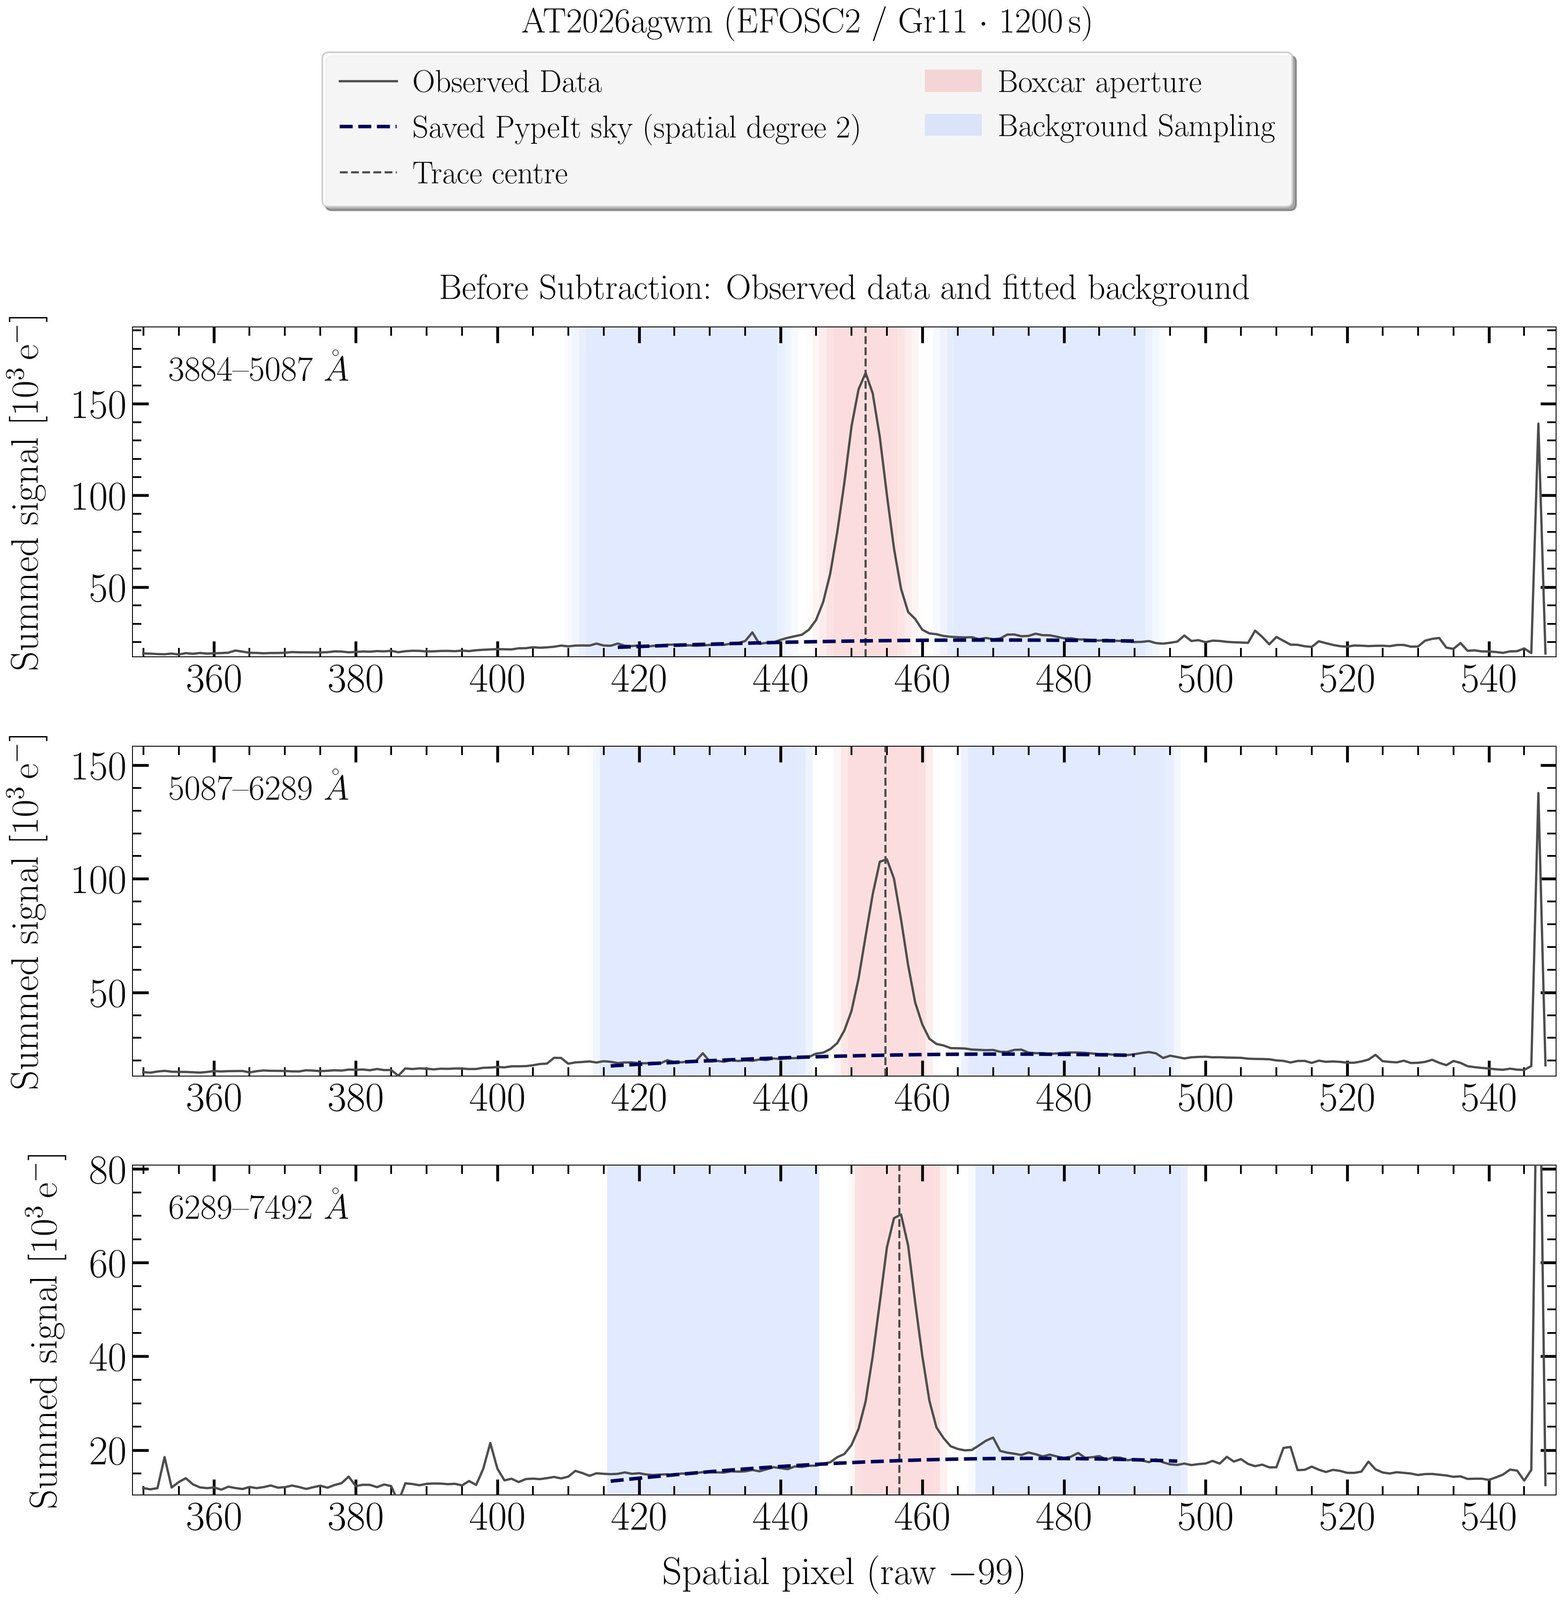 AT2026agwm (EFOSC2 / Gr11 · 1200 s)
Observed Data
Saved PypeIt sky (spatial degree 2)
Trace centre
Boxcar aperture
Background Sampling
Before Subtraction: Observed data and fitted background
Summed signal [10³ e⁻]
3884–5087 Å
150
100
50
360 380 400 420 440 460 480 500 520 540
Summed signal [10³ e⁻]
5087–6289 Å
150
100
50
360 380 400 420 440 460 480 500 520 540
Summed signal [10³ e⁻]
6289–7492 Å
80
60
40
20
360 380 400 420 440 460 480 500 520 540
Spatial pixel (raw −99)